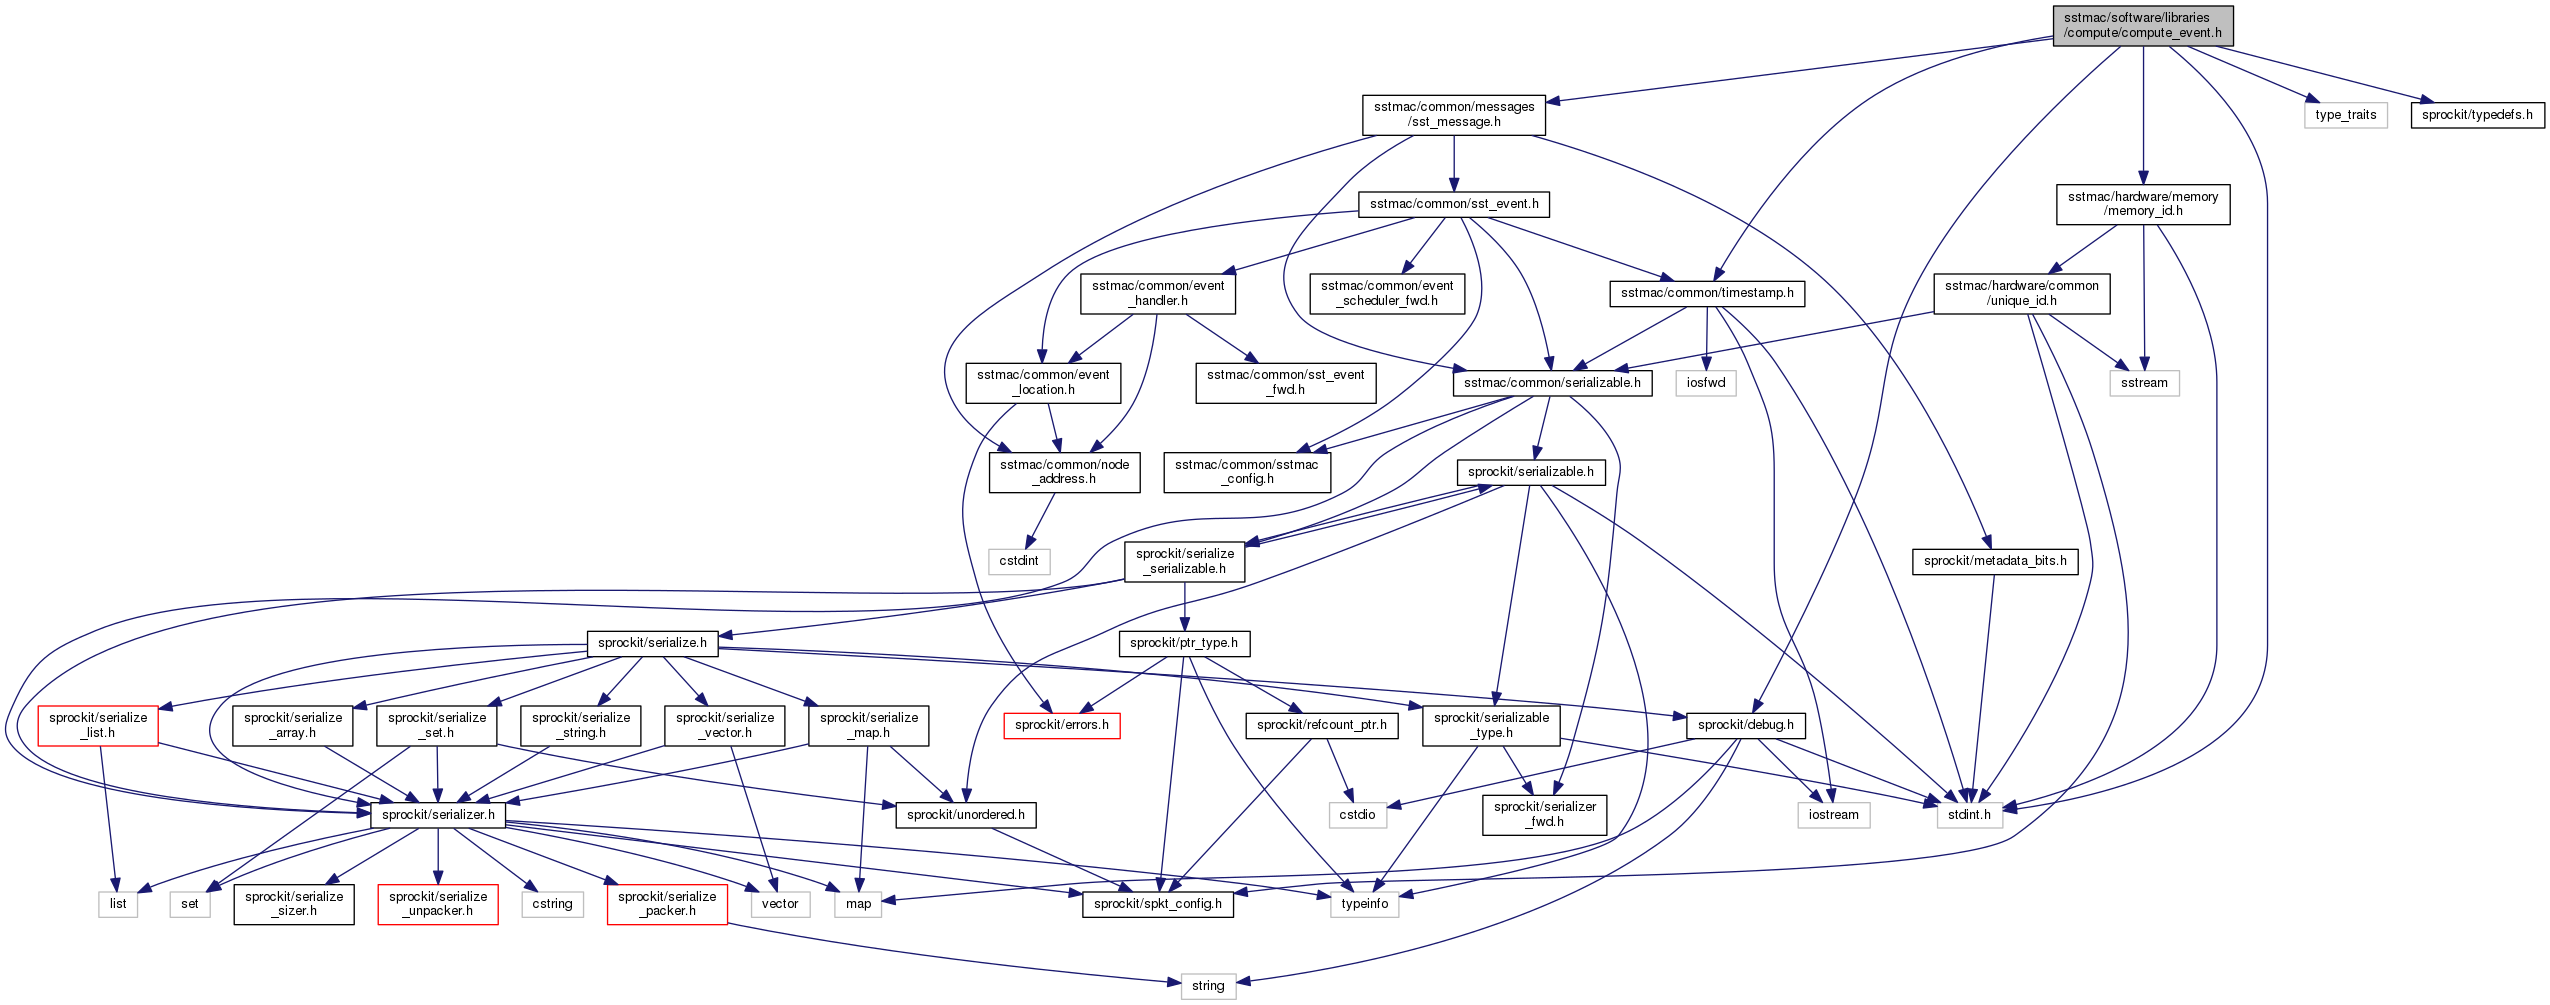 sstmac/software/libraries
/compute/compute_event.h
sstmac/common/messages
/sst_message.h
type_traits
sprockit/typedefs.h
sstmac/common/sst_event.h
sstmac/hardware/memory
/memory_id.h
sstmac/common/event
_handler.h
sstmac/common/event
_scheduler_fwd.h
sstmac/common/timestamp.h
sstmac/hardware/common
/unique_id.h
sstmac/common/event
_location.h
sstmac/common/sst_event
_fwd.h
sstmac/common/serializable.h
iosfwd
sstream
sstmac/common/node
_address.h
sstmac/common/sstmac
_config.h
sprockit/serializable.h
cstdint
sprockit/serialize
_serializable.h
sprockit/metadata_bits.h
sprockit/serialize.h
sprockit/ptr_type.h
sprockit/serialize
_list.h
sprockit/serialize
_array.h
sprockit/serialize
_set.h
sprockit/serialize
_string.h
sprockit/serialize
_vector.h
sprockit/serialize
_map.h
sprockit/errors.h
sprockit/refcount_ptr.h
sprockit/serializable
_type.h
sprockit/debug.h
sprockit/serializer.h
sprockit/unordered.h
cstdio
sprockit/serializer
_fwd.h
iostream
stdint.h
list
set
sprockit/serialize
_sizer.h
sprockit/serialize
_unpacker.h
cstring
sprockit/serialize
_packer.h
vector
map
sprockit/spkt_config.h
typeinfo
string